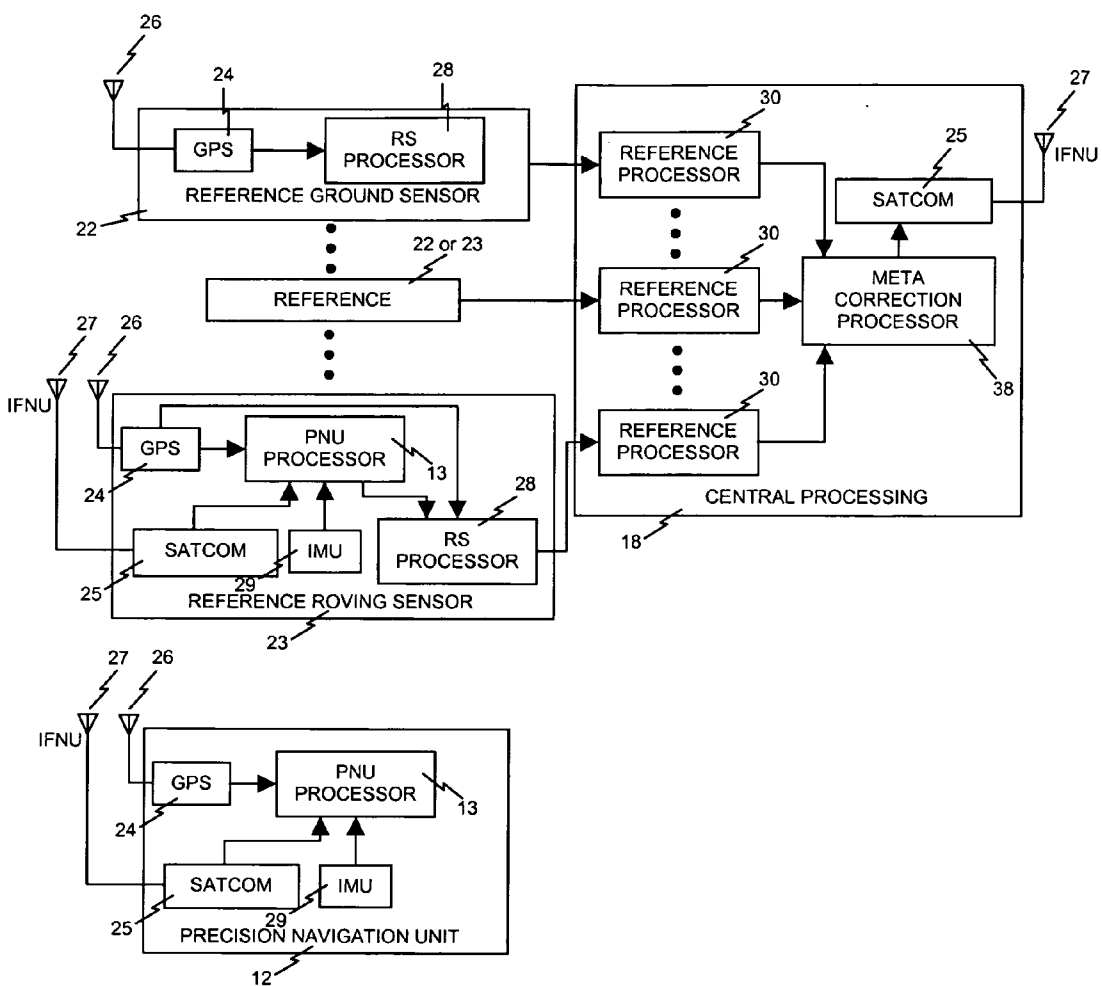 26
24
28
30
27
GPS
RS
PROCESSOR
REFERENCE GROUND SENSOR
22
REFERENCE
PROCESSOR
25
IFNU
SATCOM
22 or 23
REFERENCE
30
REFERENCE
PROCESSOR
META
CORRECTION
PROCESSOR
38
27
26
IFNU
GPS
24
PNU
PROCESSOR
13
28
30
REFERENCE
PROCESSOR
CENTRAL PROCESSING
18
SATCOM
25
IMU
29
RS
PROCESSOR
REFERENCE ROVING SENSOR
23
27
26
IFNU
GPS
24
PNU
PROCESSOR
13
SATCOM
25
IMU
29
PRECISION NAVIGATION UNIT
12